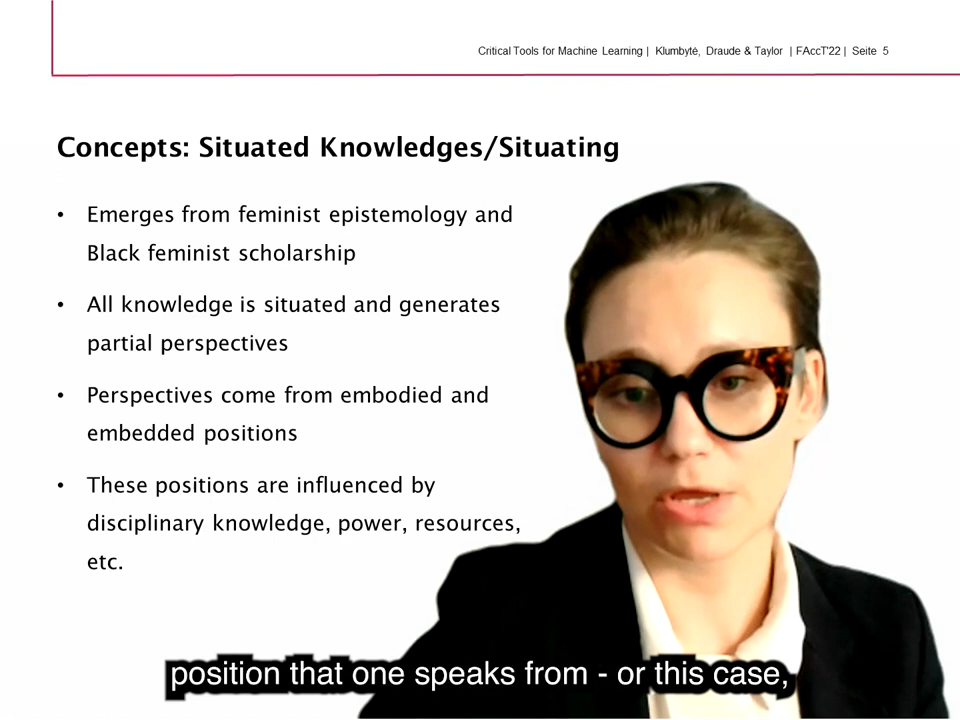 Critical Tools for Machine Learning | Klumbytė, Draude & Taylor | FAccT'22 | Seite 5
Concepts: Situated Knowledges/Situating
• Emerges from feminist epistemology and
Black feminist scholarship
• All knowledge is situated and generates
partial perspectives
• Perspectives come from embodied and
embedded positions
• These positions are influenced by
disciplinary knowledge, power, resources,
etc.
position that one speaks from - or this case,